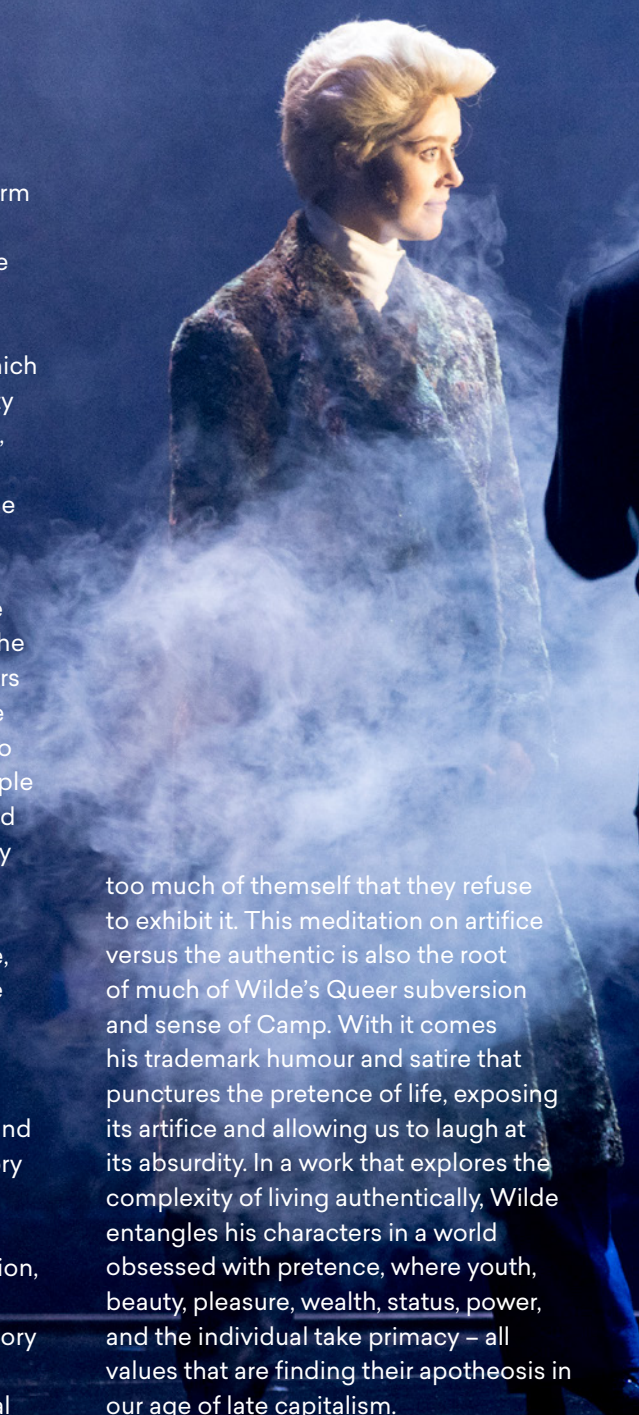 too much of themself that they refuse
to exhibit it. This meditation on artifice
versus the authentic is also the root
of much of Wilde’s Queer subversion
and sense of Camp. With it comes
his trademark humour and satire that
punctures the pretence of life, exposing
its artifice and allowing us to laugh at
its absurdity. In a work that explores the
complexity of living authentically, Wilde
entangles his characters in a world
obsessed with pretence, where youth,
beauty, pleasure, wealth, status, power,
and the individual take primacy – all
values that are finding their apotheosis in
our age of late capitalism.